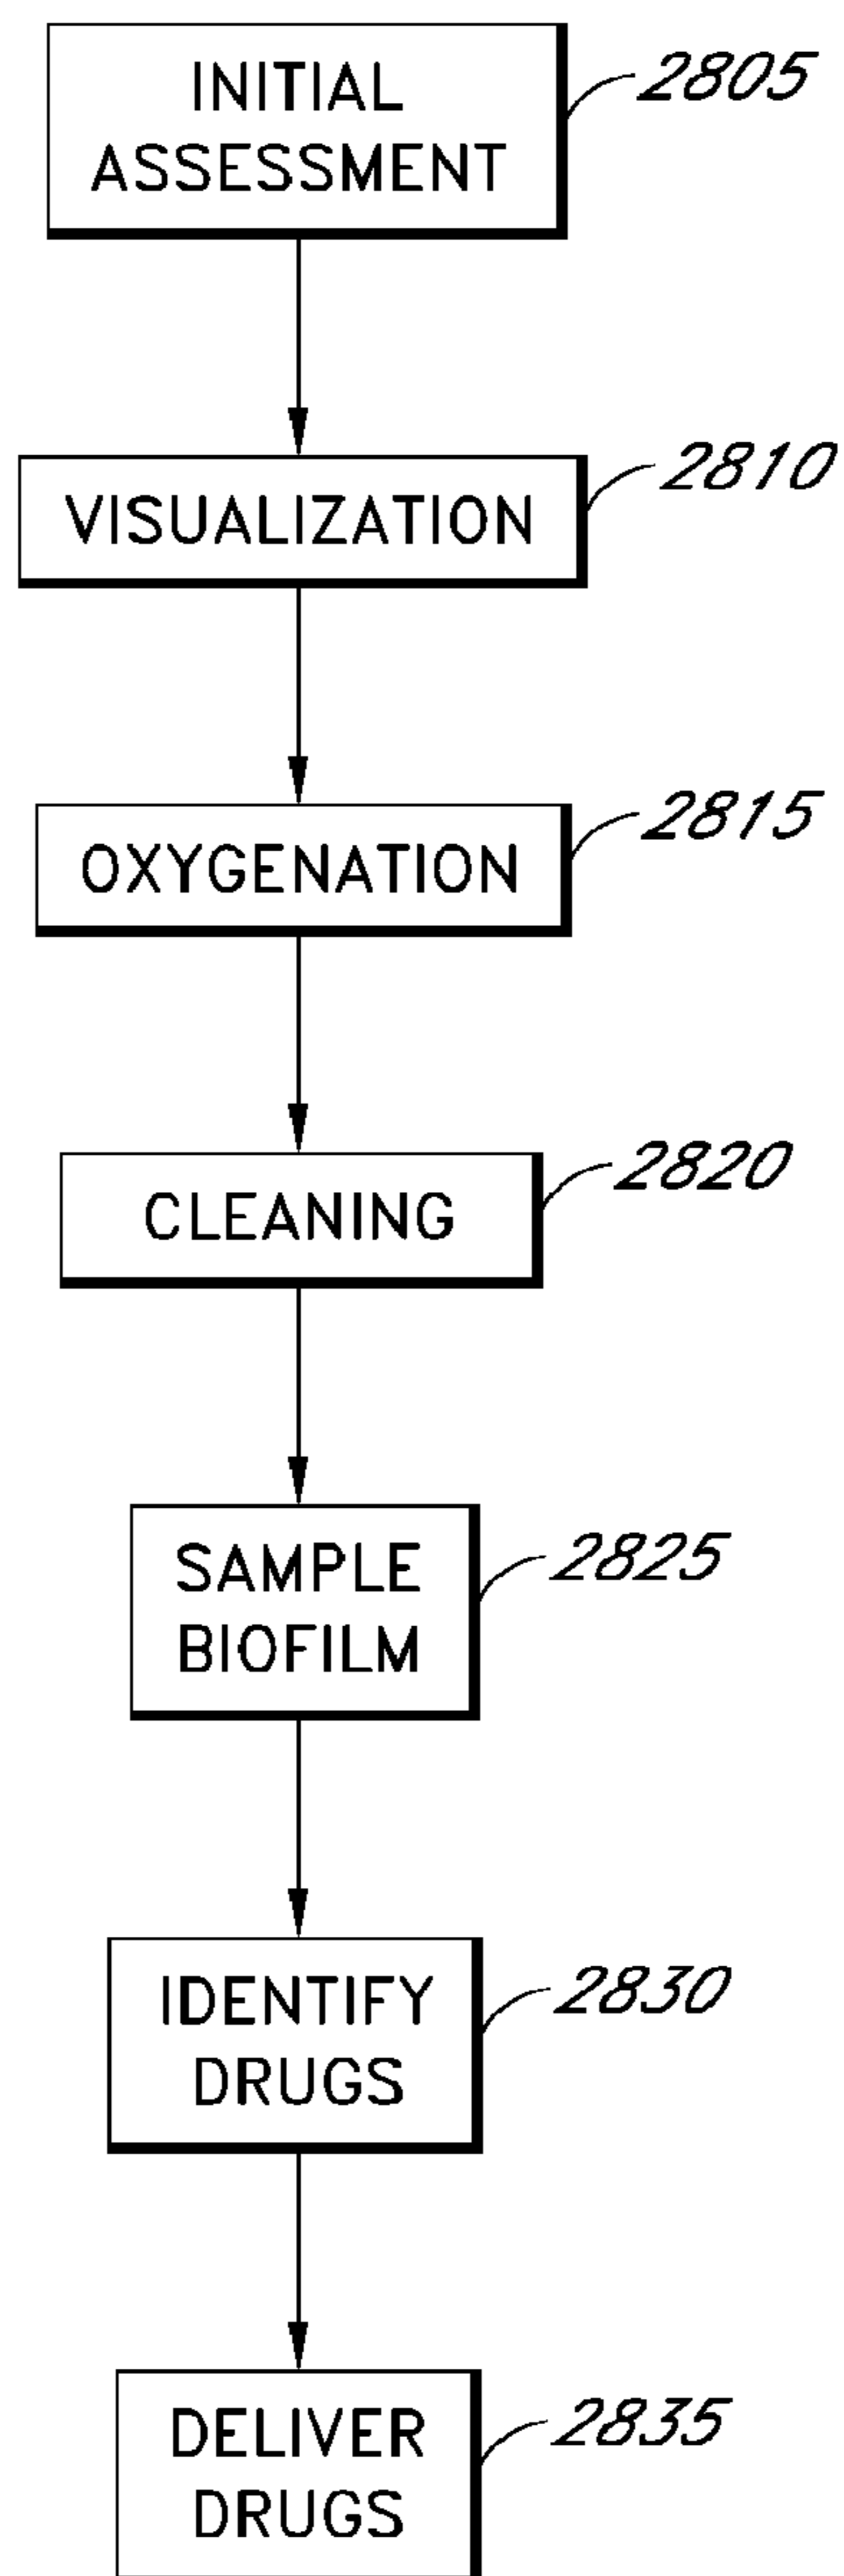 INITIAL
ASSESSMENT
2805
VISUALIZATION
2810
OXYGENATION
2815
CLEANING
2820
SAMPLE
BIOFILM
2825
IDENTIFY
DRUGS
2830
DELIVER
DRUGS
2835